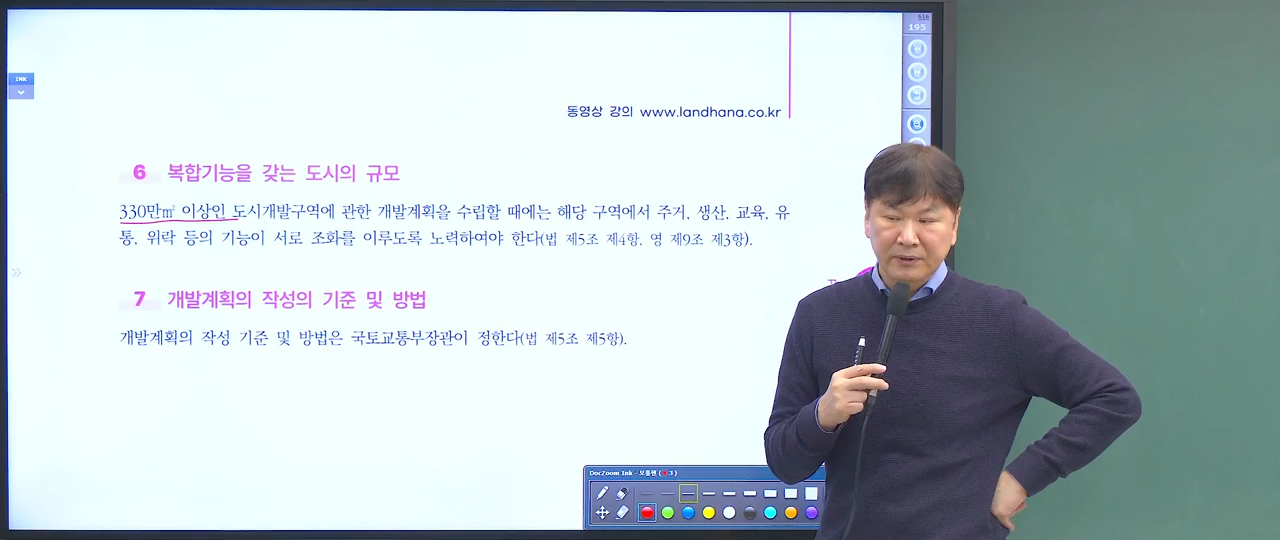 616
195
INK
동영상 강의 www.landhana.co.kr
6 복합기능을 갖는 도시의 규모
330만㎡ 이상인 도시개발구역에 관한 개발계획을 수립할 때에는 해당 구역에서 주거, 생산, 교육, 유
통, 위락 등의 기능이 서로 조화를 이루도록 노력하여야 한다(법 제5조 제4항, 영 제9조 제3항).
7 개발계획의 작성의 기준 및 방법
개발계획의 작성 기준 및 방법은 국토교통부장관이 정한다(법 제5조 제5항).
DocZoom Ink - 보통펜 ( 3 )